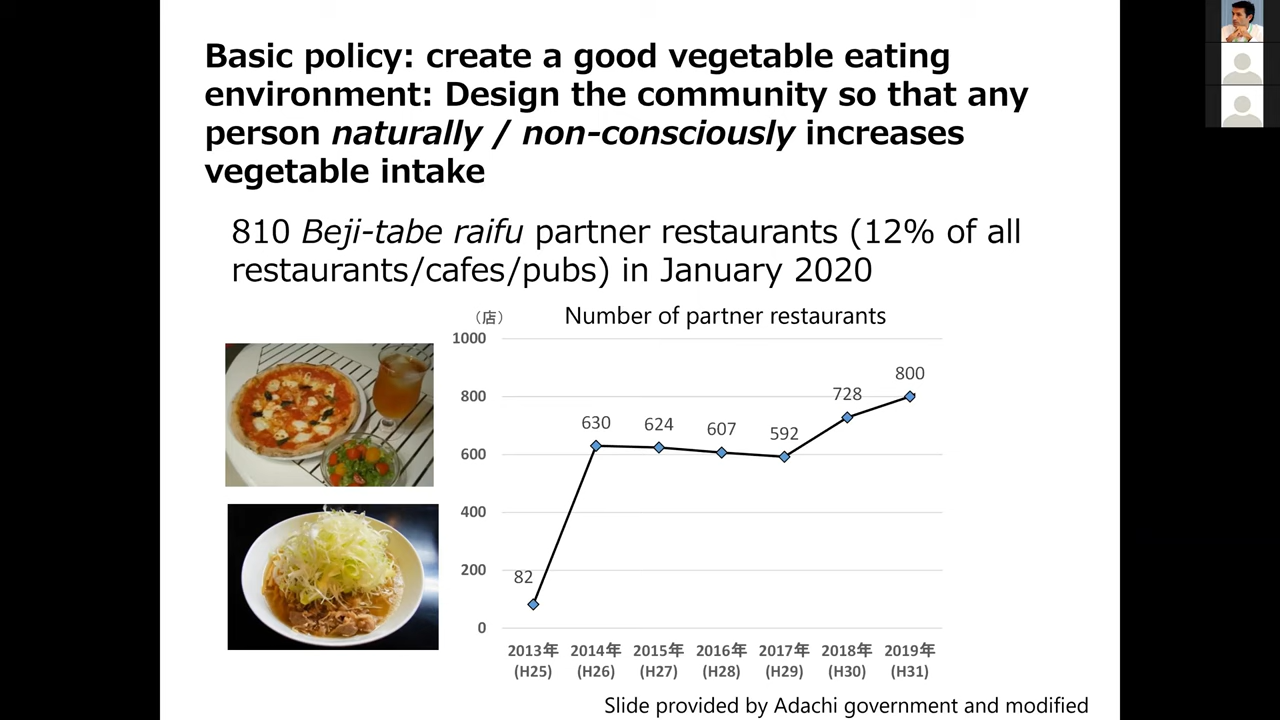 Basic policy: create a good vegetable eating
environment: Design the community so that any
person naturally / non-consciously increases
vegetable intake
810 Beji-tabe raifu partner restaurants (12% of all
restaurants/cafes/pubs) in January 2020
（店）
Number of partner restaurants
1000
800
600
400
200
0
82
630
624
607
592
728
800
2013年 2014年 2015年 2016年 2017年 2018年 2019年
(H25) (H26) (H27) (H28) (H29) (H30) (H31)
Slide provided by Adachi government and modified